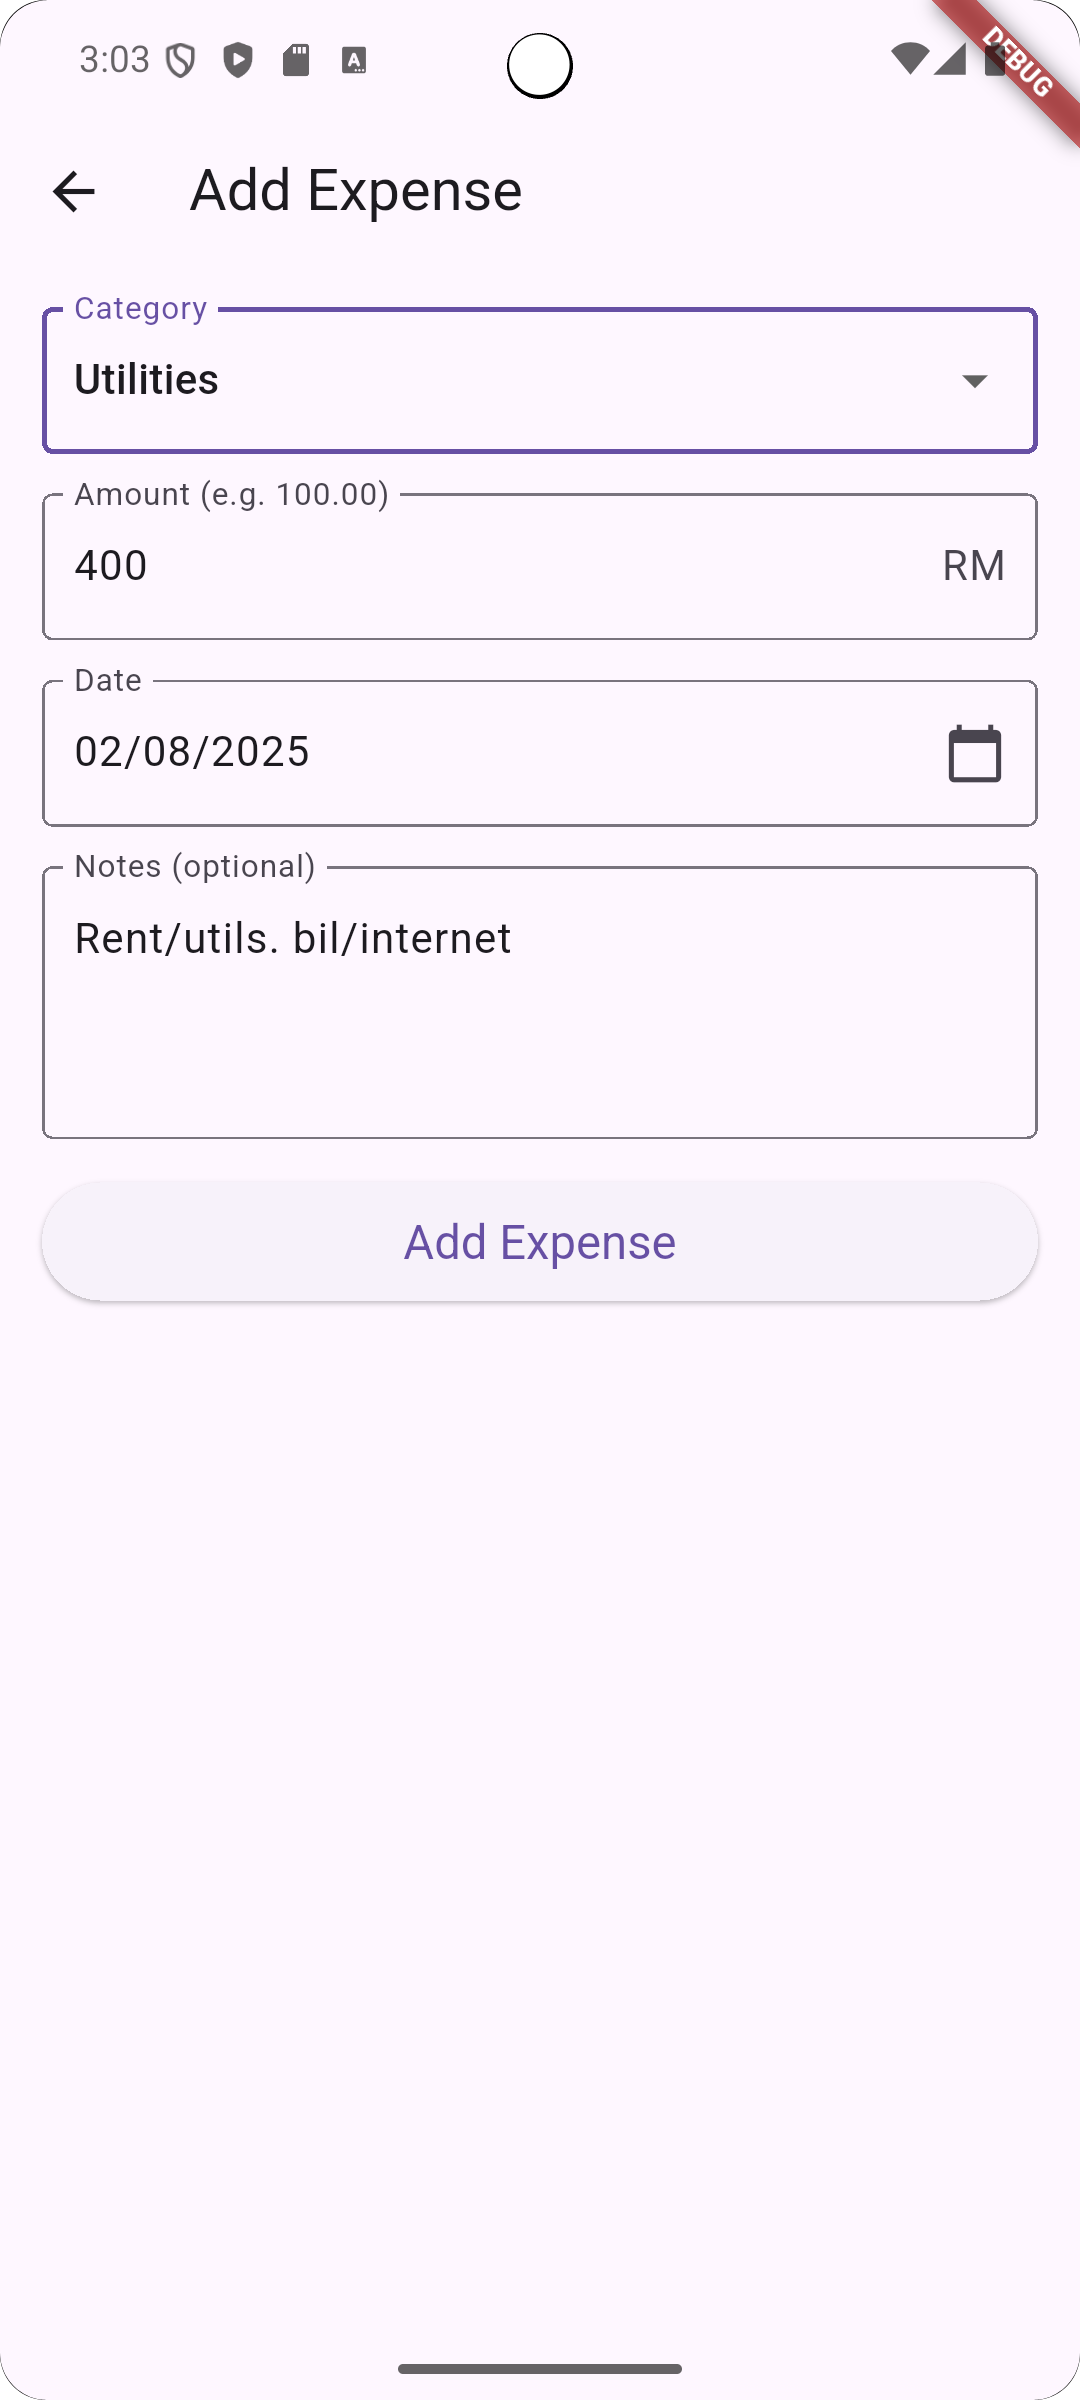 3:03
DEBUG
Add Expense
Category
Utilities
Amount (e.g. 100.00)
400 RM
Date
02/08/2025
Notes (optional)
Rent/utils. bil/internet
Add Expense